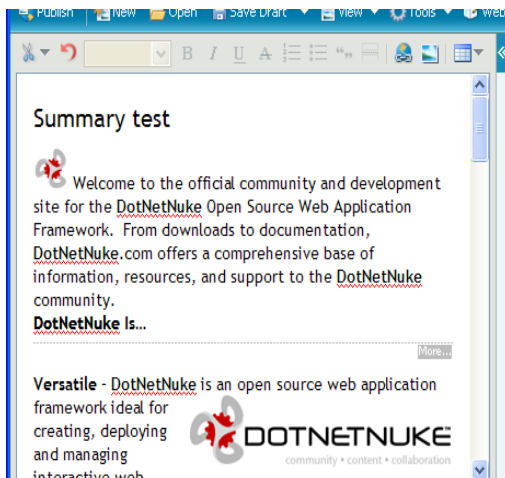 Publish New Open Save Draft View Tools Web
B I U A
Summary test
Welcome to the official community and development
site for the DotNetNuke Open Source Web Application
Framework. From downloads to documentation,
DotNetNuke.com offers a comprehensive base of
information, resources, and support to the DotNetNuke
community.
DotNetNuke Is...
More...
Versatile - DotNetNuke is an open source web application
framework ideal for
creating, deploying
and managing
interactive web
DOTNETNUKE
community • content • collaboration